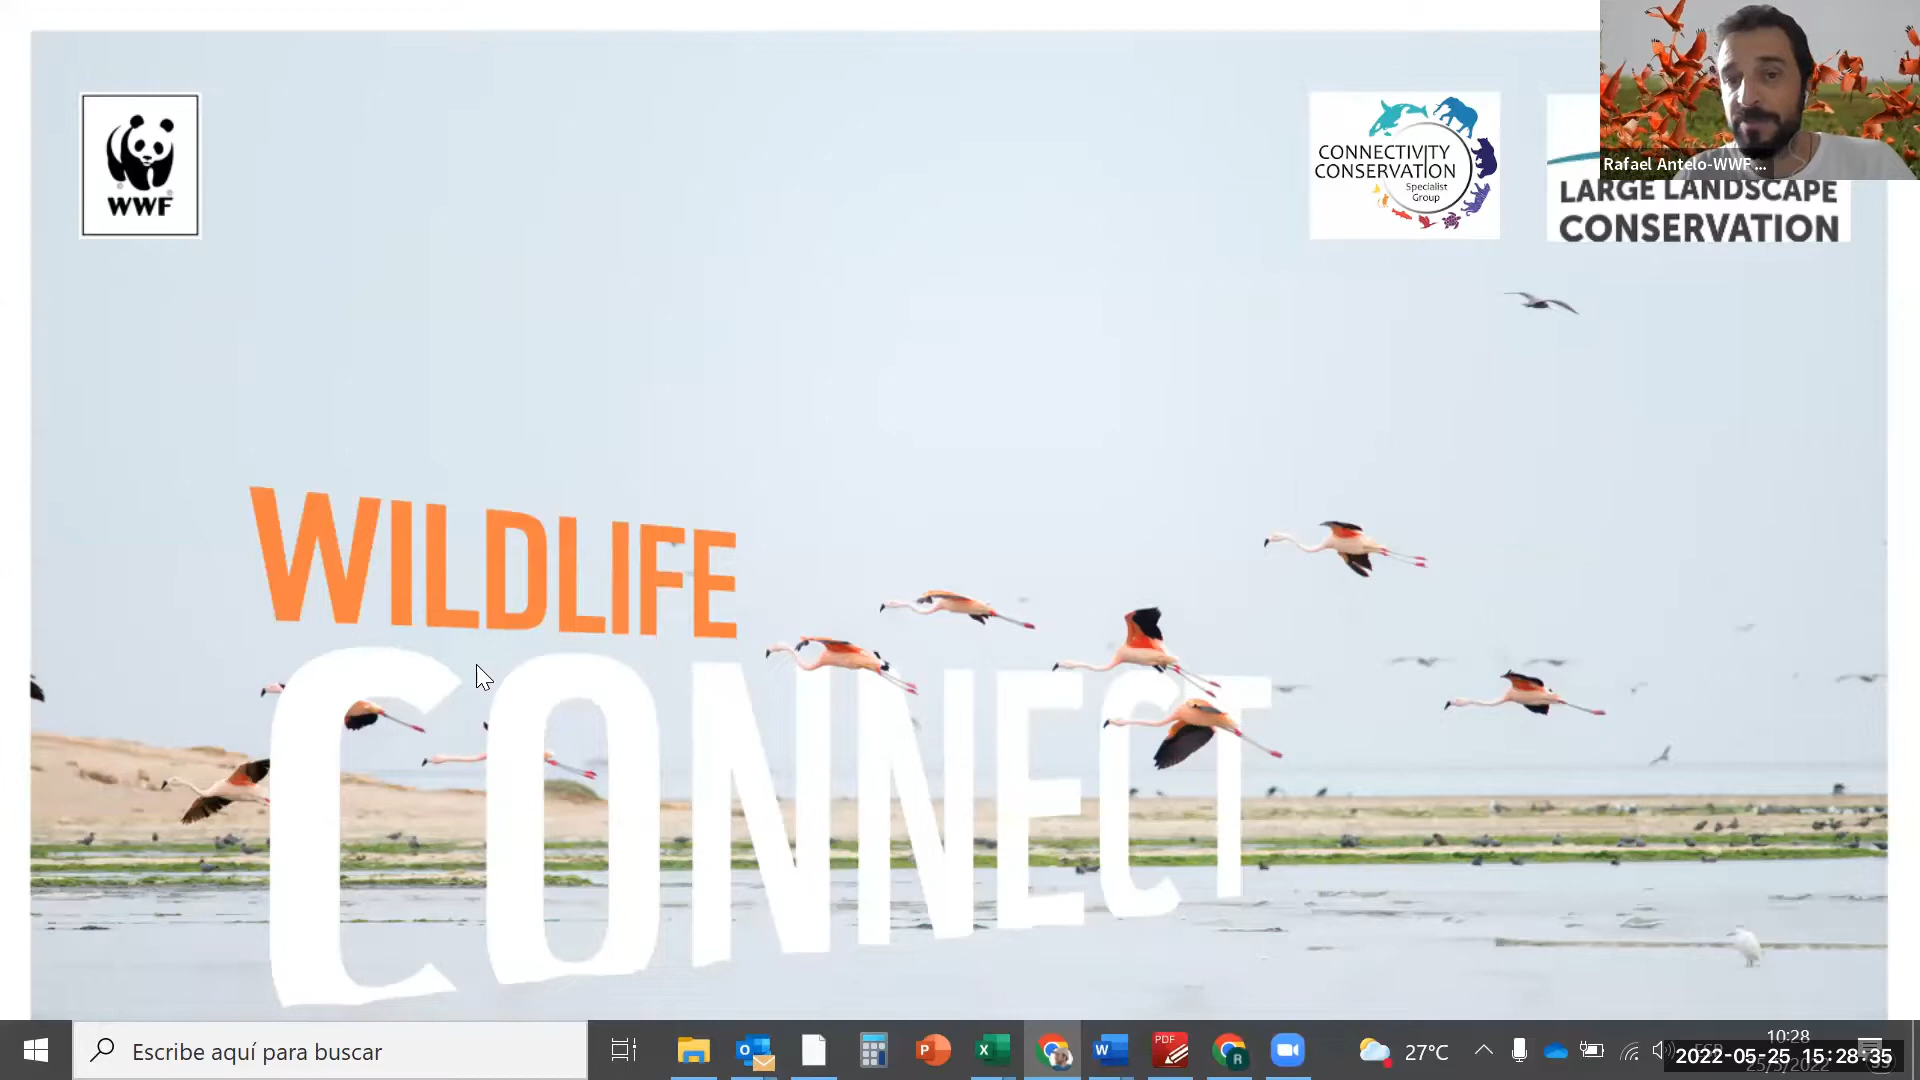 WWF
CONNECTIVITY
CONSERVATION
Specialist
Group
Rafael Antelo-WWF ...
LARGE LANDSCAPE
CONSERVATION
WILDLIFE
CONNECT
Escribe aquí para buscar
27°C
10:28
2022-05-25 15:28:35